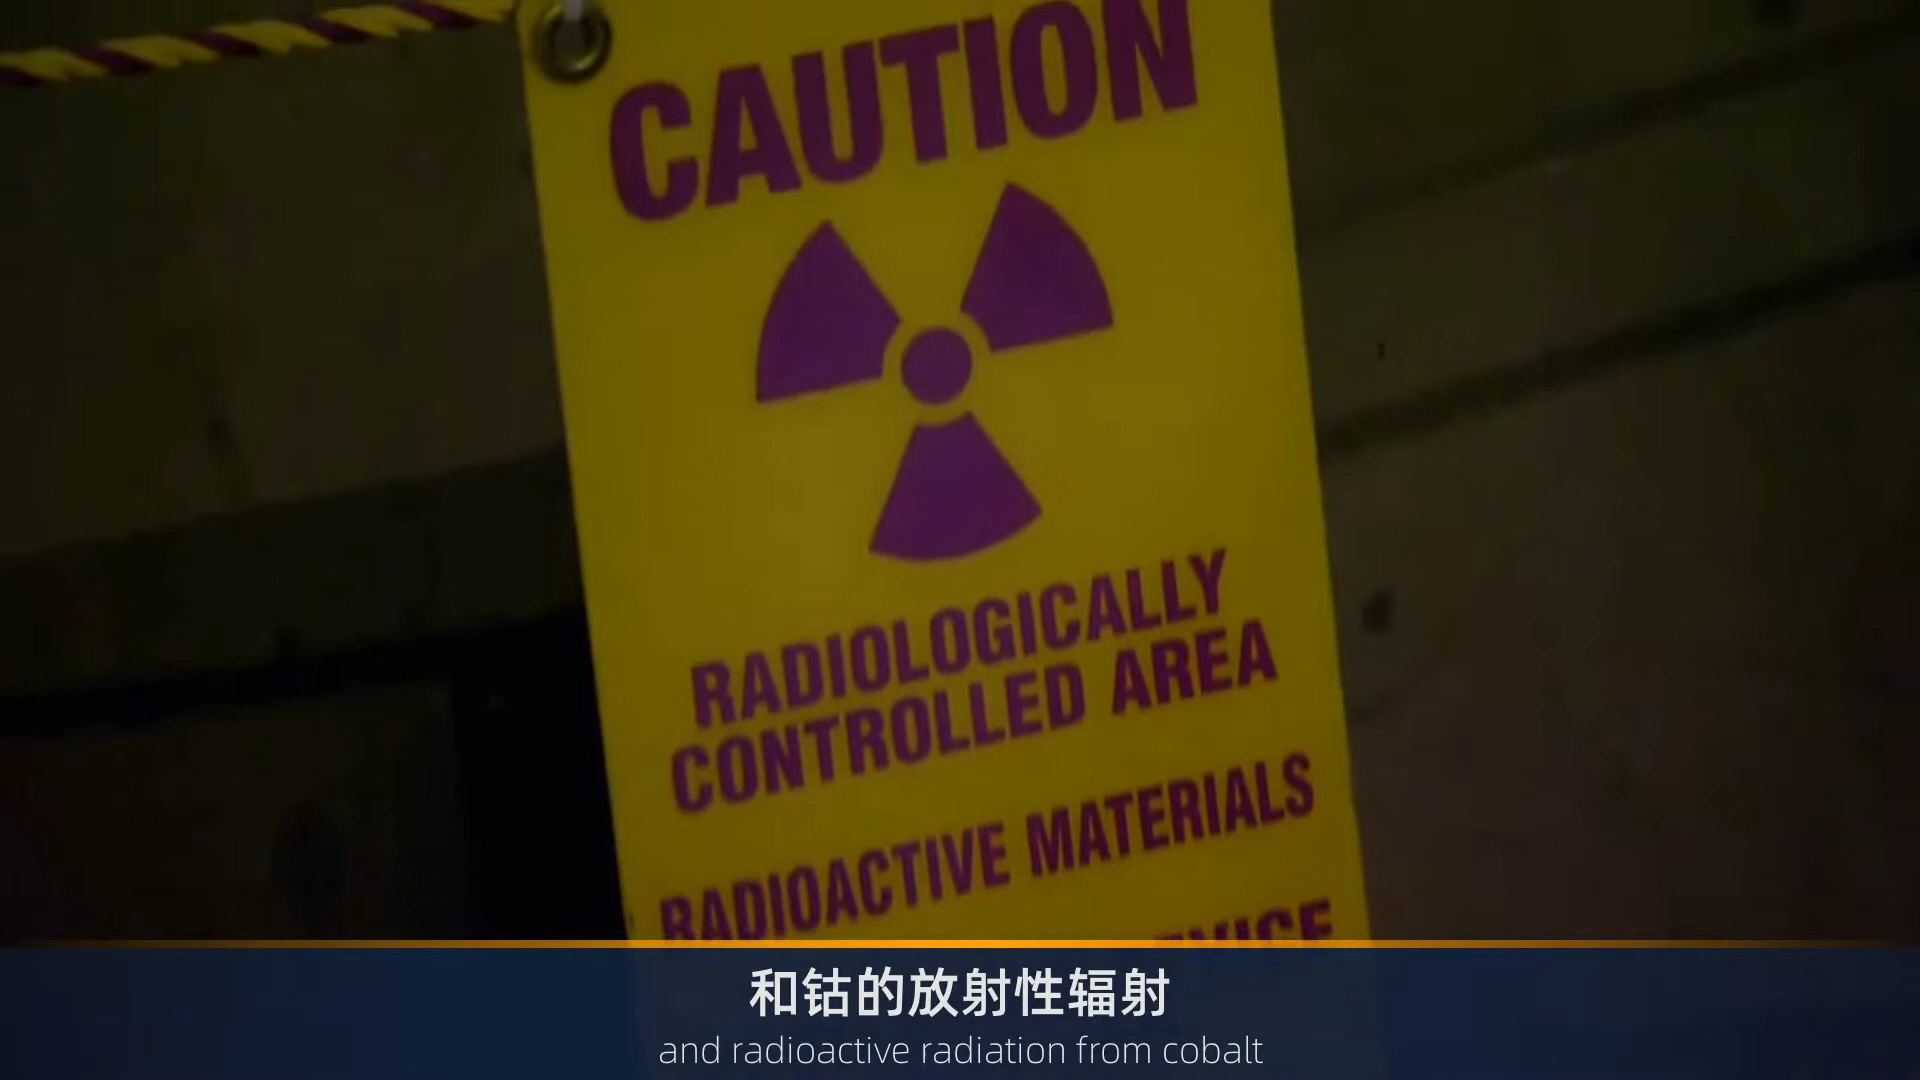 CAUTION
RADIOLOGICALLY
CONTROLLED AREA
RADIOACTIVE MATERIALS
和钴的放射性辐射
and radioactive radiation from cobalt